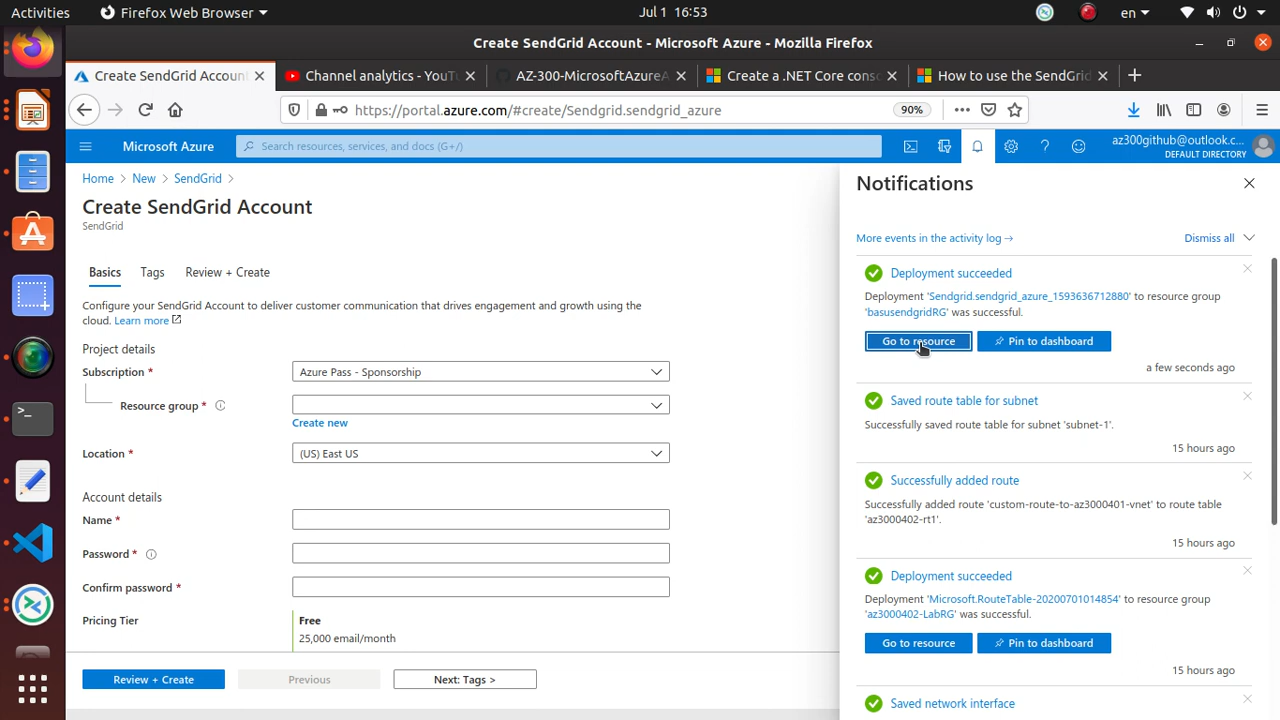 Activities
Firefox Web Browser
Jul 1 16:53
en
Create SendGrid Account - Microsoft Azure - Mozilla Firefox
Create SendGrid Account
Channel analytics - YouT
AZ-300-MicrosoftAzureA
Create a .NET Core conso
How to use the SendGrid
https://portal.azure.com/#create/Sendgrid.sendgrid_azure
90%
Microsoft Azure
Search resources, services, and docs (G+/)
az300github@outlook.c...
DEFAULT DIRECTORY
Home > New > SendGrid >
Create SendGrid Account
SendGrid
Basics
Tags
Review + Create
Configure your SendGrid Account to deliver customer communication that drives engagement and growth using the
cloud. Learn more
Project details
Subscription *
Azure Pass - Sponsorship
Resource group *
Create new
Location *
(US) East US
Account details
Name *
Password *
Confirm password *
Pricing Tier
Free
25,000 email/month
Review + Create
Previous
Next: Tags >
Notifications
More events in the activity log →
Dismiss all
Deployment succeeded
Deployment 'Sendgrid.sendgrid_azure_1593636712880' to resource group
'basusendgridRG' was successful.
Go to resource
Pin to dashboard
a few seconds ago
Saved route table for subnet
Successfully saved route table for subnet 'subnet-1'.
15 hours ago
Successfully added route
Successfully added route 'custom-route-to-az3000401-vnet' to route table
'az3000402-rt1'.
15 hours ago
Deployment succeeded
Deployment 'Microsoft.RouteTable-20200701014854' to resource group
'az3000402-LabRG' was successful.
Go to resource
Pin to dashboard
15 hours ago
Saved network interface